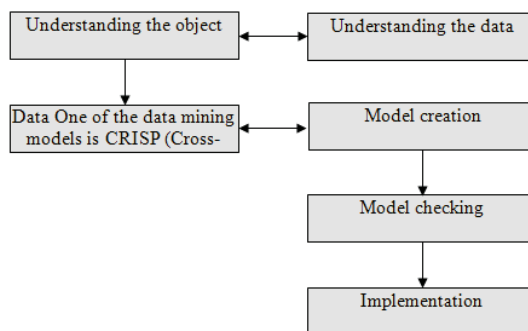 Understanding the object
Understanding the data
Data One of the data mining
models is CRISP (Cross-
Model creation
Model checking
Implementation